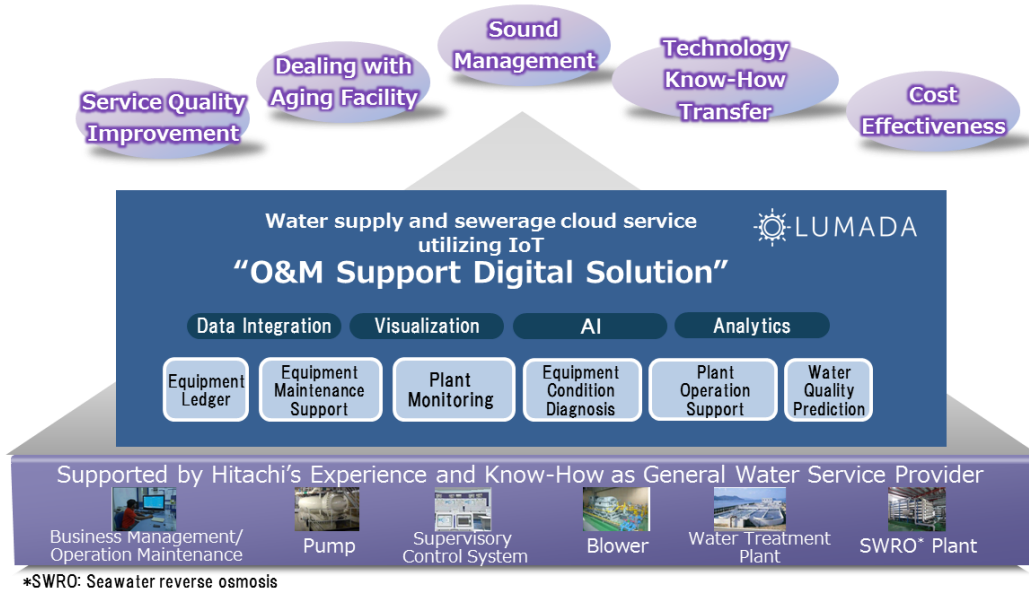 Sound
Management
Dealing with
Aging Facility
Technology
Know-How
Transfer
Service Quality
Improvement
Cost
Effectiveness
Water supply and sewerage cloud service
utilizing IoT
“O&M Support Digital Solution”
LUMADA
Data Integration
Visualization
AI
Analytics
Equipment
Ledger
Equipment
Maintenance
Support
Plant
Monitoring
Equipment
Condition
Diagnosis
Plant
Operation
Support
Water
Quality
Prediction
Supported by Hitachi’s Experience and Know-How as General Water Service Provider
Business Management/
Operation Maintenance
Pump
Supervisory
Control System
Blower
Water Treatment
Plant
SWRO* Plant
*SWRO: Seawater reverse osmosis